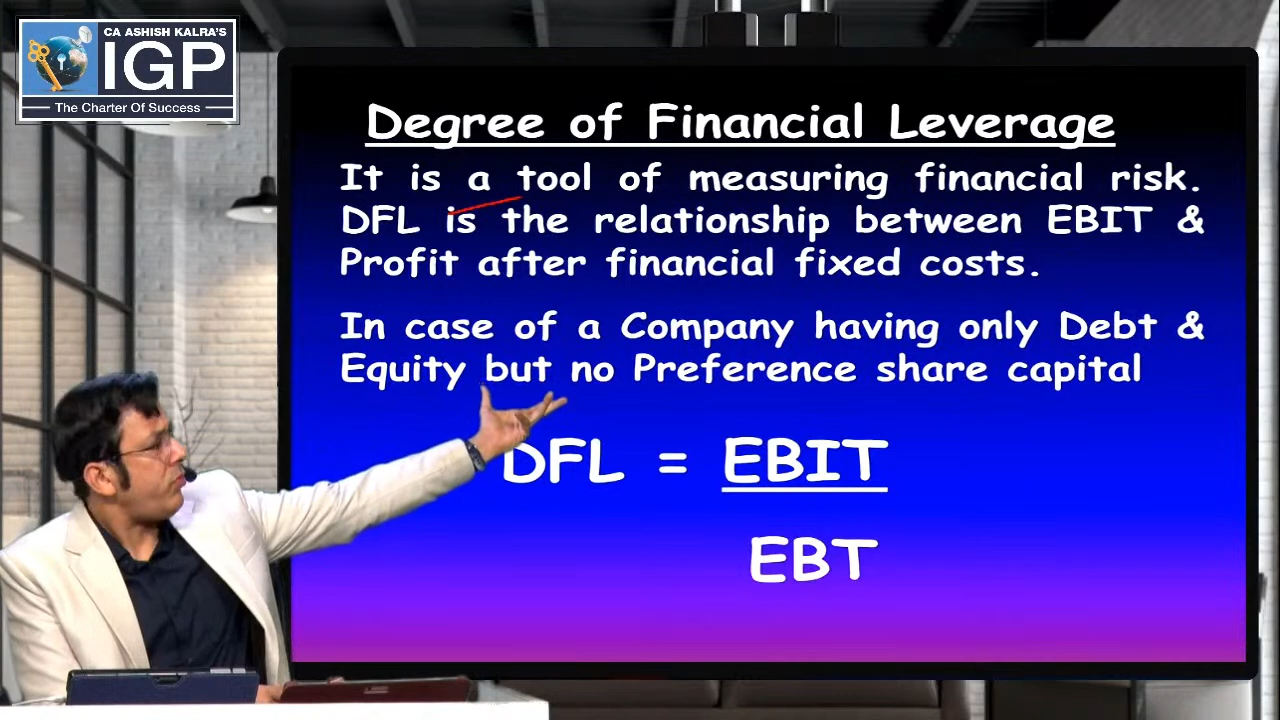 CA ASHISH KALRA'S
IGP
The Charter Of Success
Degree of Financial Leverage
It is a tool of measuring financial risk.
DFL is the relationship between EBIT &
Profit after financial fixed costs.
In case of a Company having only Debt &
Equity but no Preference share capital
DFL = EBIT
EBT